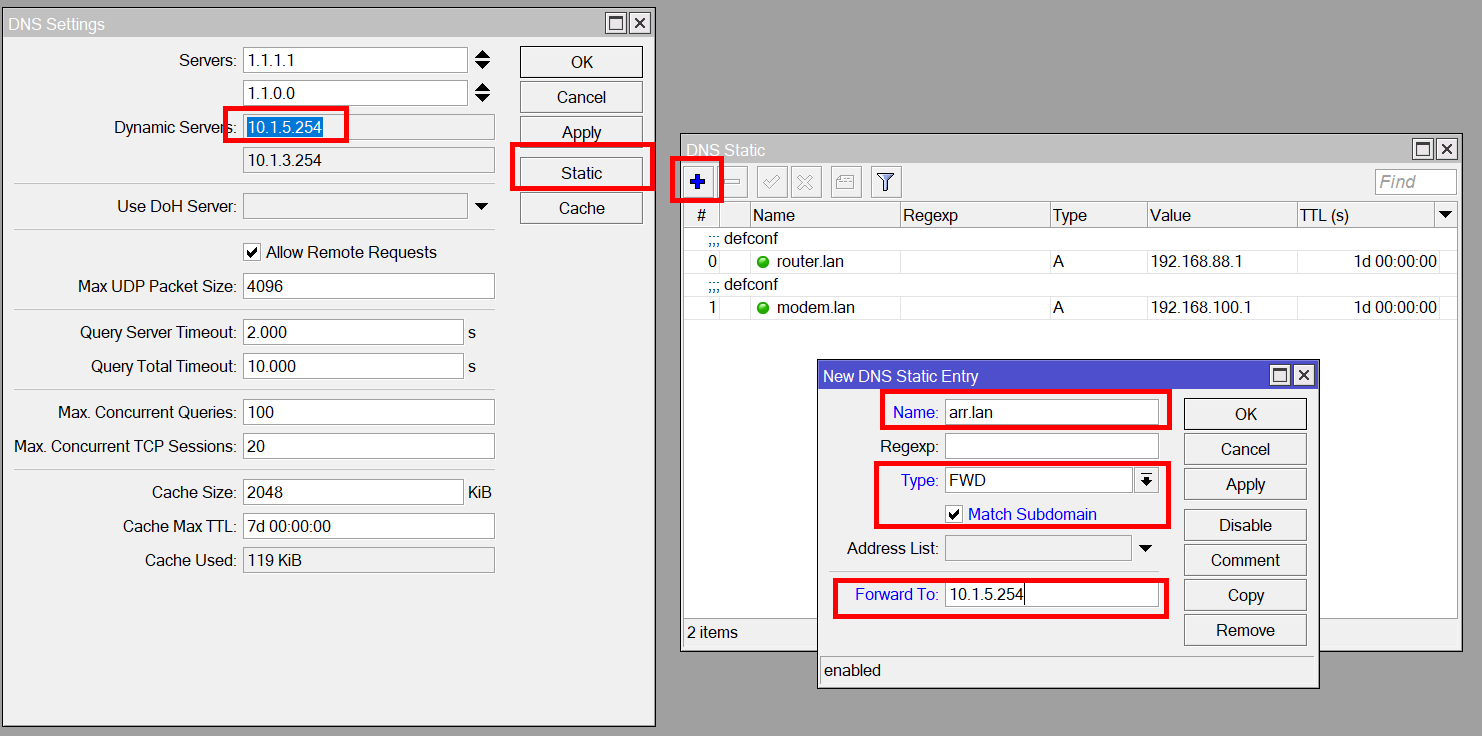 DNS Settings
Servers: 1.1.1.1
1.1.0.0
Dynamic Servers: 10.1.5.254
10.1.3.254
Use DoH Server:
Allow Remote Requests
Max UDP Packet Size: 4096
Query Server Timeout: 2.000 s
Query Total Timeout: 10.000 s
Max. Concurrent Queries: 100
Max. Concurrent TCP Sessions: 20
Cache Size: 2048 KiB
Cache Max TTL: 7d 00:00:00
Cache Used: 119 KiB
OK
Cancel
Apply
Static
Cache
DNS Static
Find
# Name Regexp Type Value TTL (s)
;;; defconf
0 router.lan A 192.168.88.1 1d 00:00:00
;;; defconf
1 modem.lan A 192.168.100.1 1d 00:00:00
2 items
New DNS Static Entry
Name: arr.lan
Regexp:
Type: FWD
Match Subdomain
Address List:
Forward To: 10.1.5.254
OK
Cancel
Apply
Disable
Comment
Copy
Remove
enabled